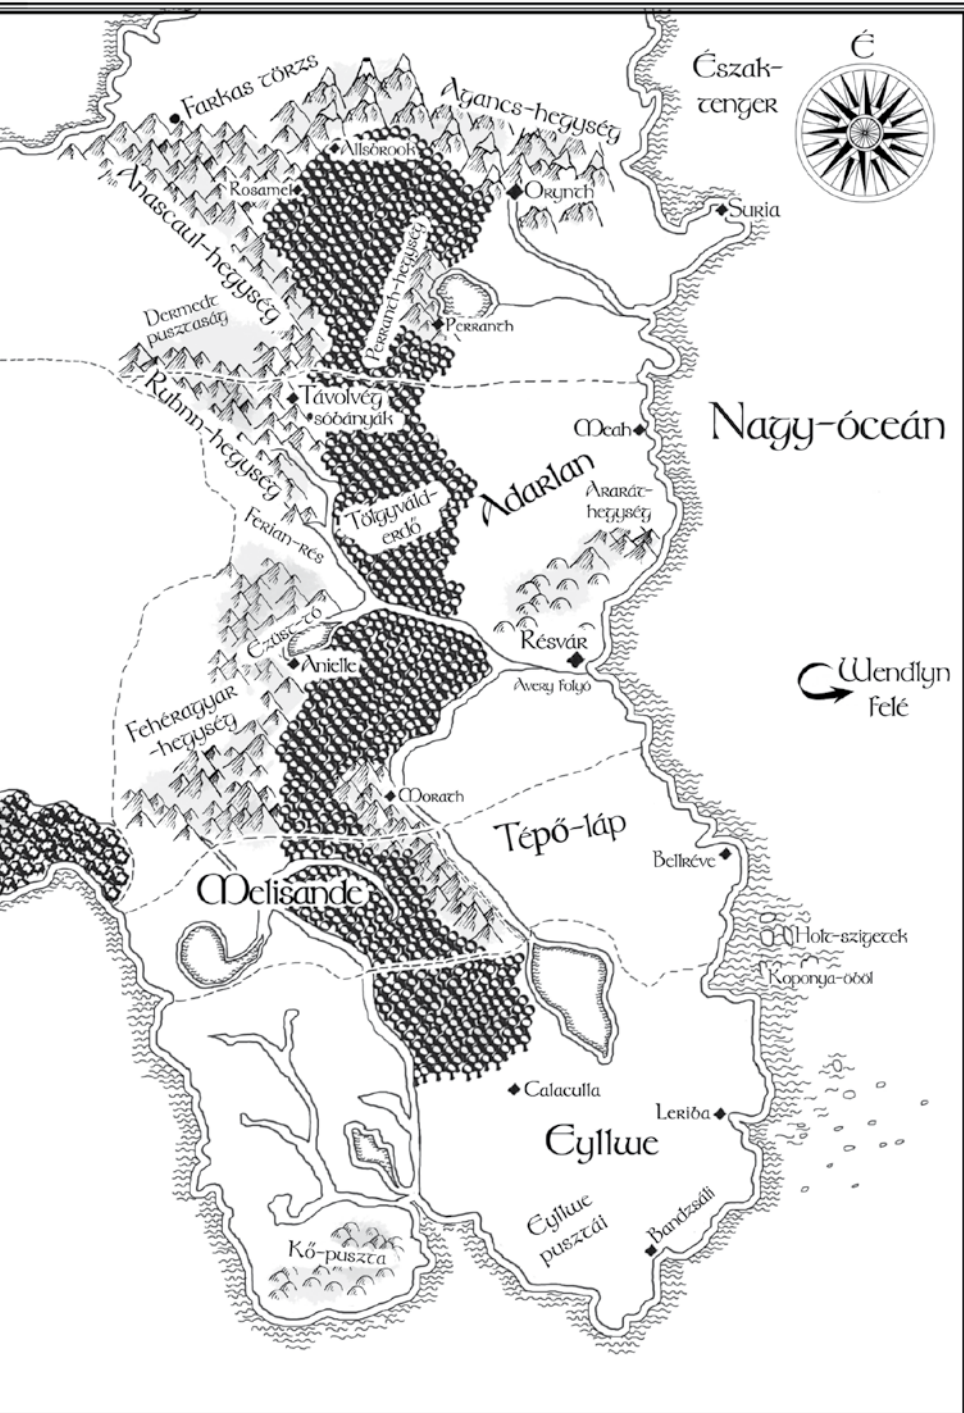 É
Észak-
tenger
Farkas törzs
Agancs-hegység
Allsbrook
Rosamel
Orynth
Suria
Anascaul-hegység
Perranth-hegység
Dermedt
pusztaság
Perranth
Ruhnn-hegység
Távolvég
sóbányák
Meah
Nagy-óceán
Adarlan
Ararát-
hegység
Tölgyváld-
erdő
Ferian-rés
Ezüst-tó
Anielle
Résvár
Avery folyó
Wendlyn
felé
Fehéragyar
-hegység
Morath
Tépő-láp
Bellréve
Melisande
Holt-szigetek
Koponya-öböl
Calaculla
Leriba
Eyllwe
Eyllwe
pusztái
Bandzsáli
Kő-puszta